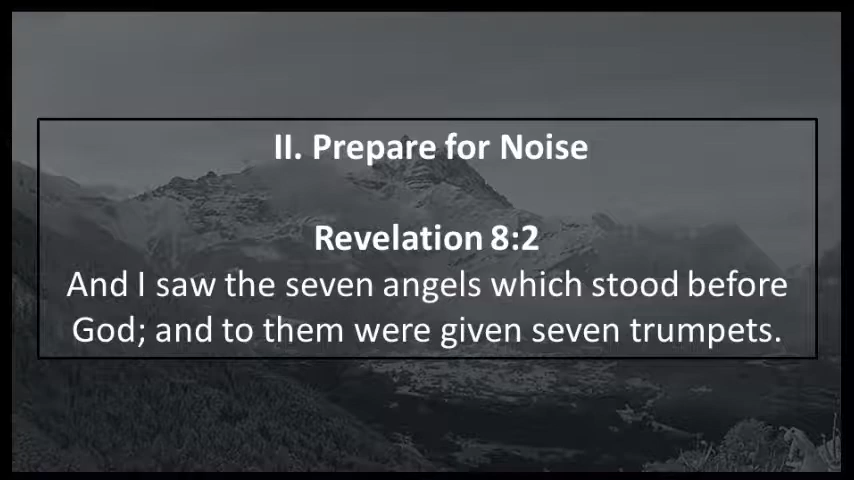 II. Prepare for Noise
Revelation 8:2
And I saw the seven angels which stood before
God; and to them were given seven trumpets.